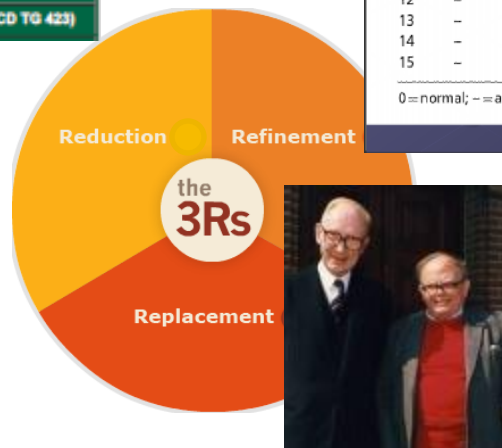 CD TG 423)
12 –
13 –
14 –
15 –
0=normal; –=a
Reduction
Refinement
the
3Rs
Replacement